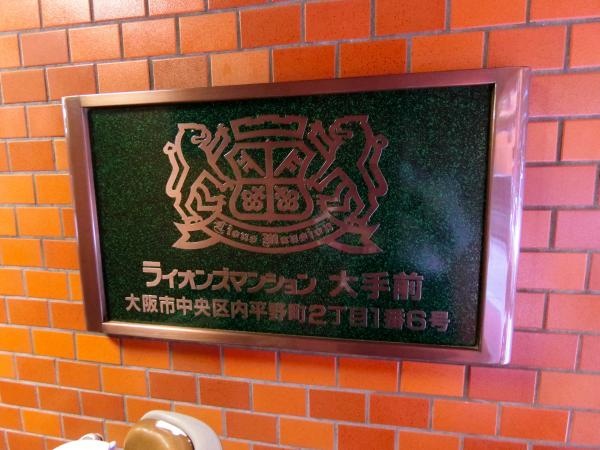 Lions Mansion
ライオンズマンション 大手前
大阪市中央区内平野町2丁目1番6号